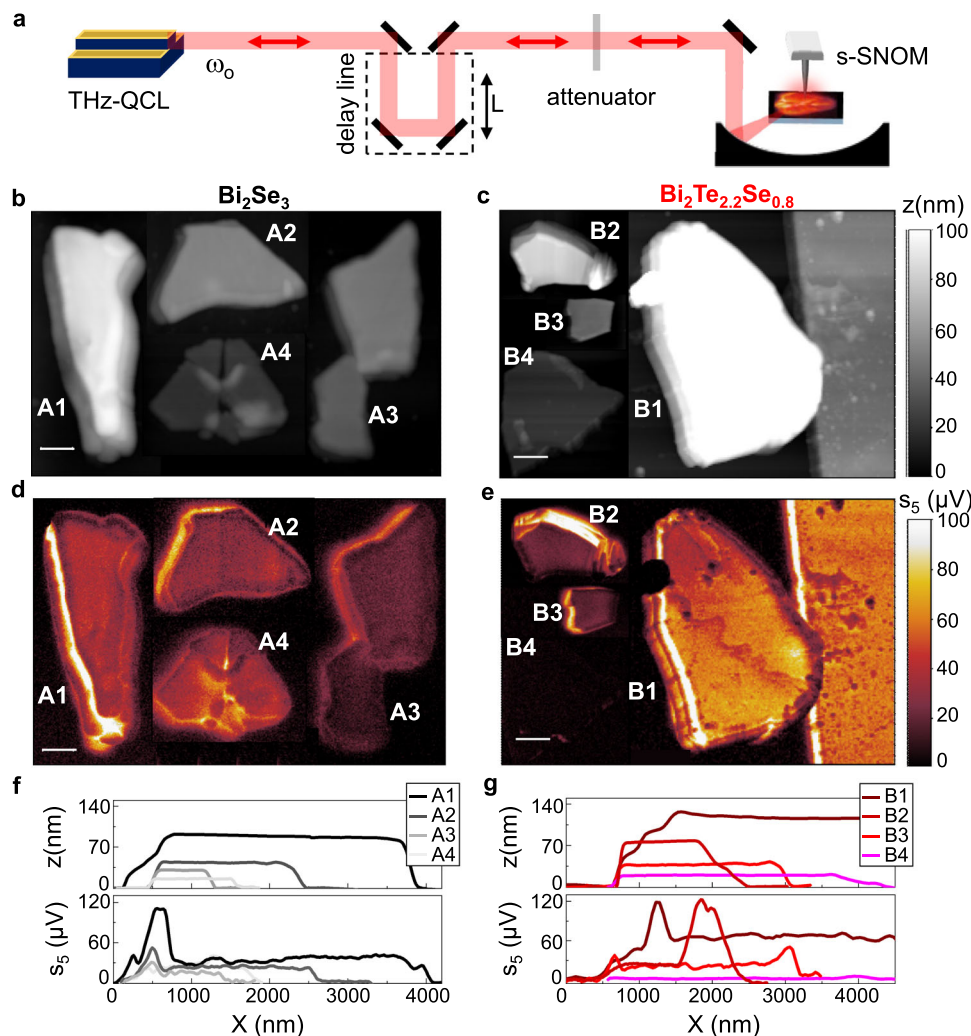 a
THz-QCL
ωo
delay line
L
attenuator
s-SNOM
b
Bi2Se3
A1
A2
A3
A4
c
Bi2Te2.2Se0.8
B2
B3
B4
B1
z(nm)
100
80
60
40
20
0
d
A1
A2
A4
A3
e
B2
B3
B4
B1
s5 (µV)
100
80
60
40
20
0
f
z(nm)
140
70
0
A1
A2
A3
A4
s5 (µV)
120
60
0
0
1000
2000
3000
4000
X (nm)
g
z(nm)
140
70
0
B1
B2
B3
B4
s5 (µV)
120
60
0
0
1000
2000
3000
4000
X (nm)